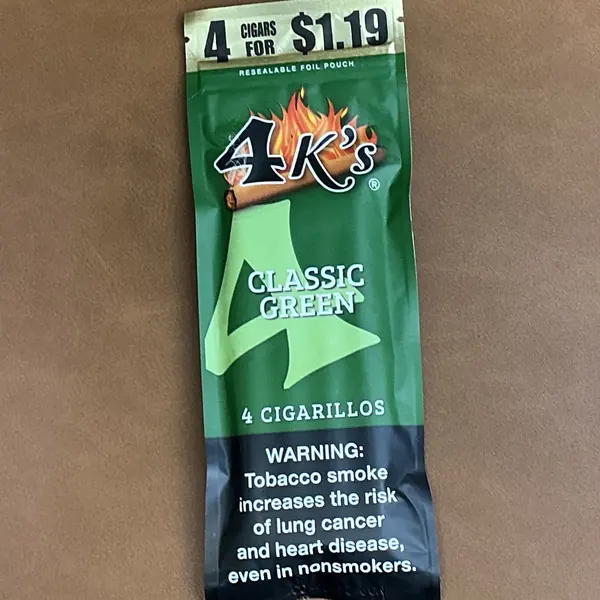 4 CIGARS FOR $1.19
RESEALABLE FOIL POUCH
4K's®
4
CLASSIC
GREEN
4 CIGARILLOS
WARNING:
Tobacco smoke
increases the risk
of lung cancer
and heart disease,
even in nonsmokers.